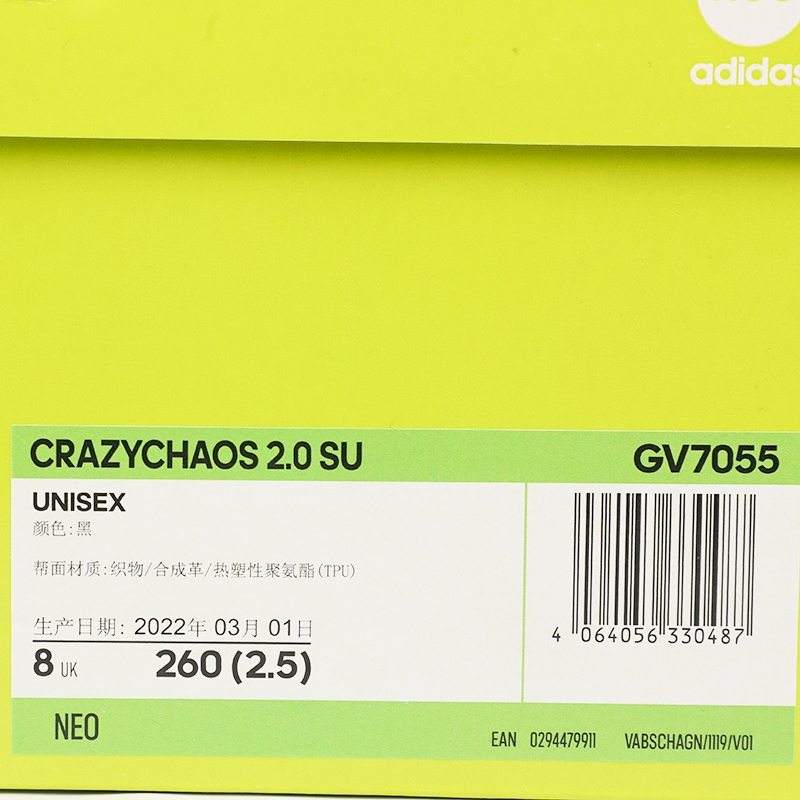 adidas
CRAZYCHAOS 2.0 SU
GV7055
UNISEX
颜色:黑
帮面材质:织物/合成革/热塑性聚氨酯(TPU)
生产日期: 2022年 03月 01日
8 UK 260 (2.5)
4 064056 330487
NEO
EAN 0294479911 VABSCHAGN/1119/V01